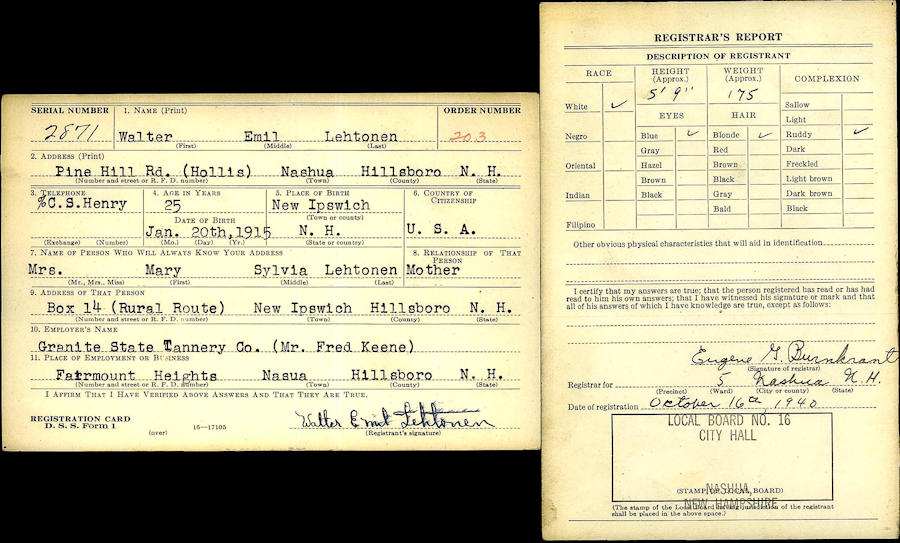 SERIAL NUMBER 1. NAME (Print) ORDER NUMBER
2871 Walter Emil Lehtonen 203
(First) (Middle) (Last)
2. ADDRESS (Print)
Pine Hill Rd. (Hollis) Nashua Hillsboro N. H.
(Number and street or R. F. D. number) (Town) (County) (State)
3. TELEPHONE 4. AGE IN YEARS 5. PLACE OF BIRTH 6. COUNTRY OF CITIZENSHIP
%C.S.Henry 25 New Ipswich
DATE OF BIRTH (Town or county)
Jan. 20th,1915 N. H. U. S. A.
(Exchange) (Number) (Mo.) (Day) (Yr.) (State or country)
7. NAME OF PERSON WHO WILL ALWAYS KNOW YOUR ADDRESS 8. RELATIONSHIP OF THAT PERSON
Mrs. Mary Sylvia Lehtonen Mother
(Mr., Mrs., Miss) (First) (Middle) (Last)
9. ADDRESS OF THAT PERSON
Box 14 (Rural Route) New Ipswich Hillsboro N. H.
(Number and street or R. F. D. number) (Town) (County) (State)
10. EMPLOYER'S NAME
Granite State Tannery Co. (Mr. Fred Keene)
11. PLACE OF EMPLOYMENT OR BUSINESS
Fairmount Heights Nasua Hillsboro N. H.
(Number and street or R. F. D. number) (Town) (County) (State)
I AFFIRM THAT I HAVE VERIFIED ABOVE ANSWERS AND THAT THEY ARE TRUE.
REGISTRATION CARD
D. S. S. Form 1 (over) 16—17105
Walter Emil Lehtonen
(Registrant's signature)
REGISTRAR'S REPORT
DESCRIPTION OF REGISTRANT
RACE HEIGHT (Approx.) WEIGHT (Approx.) COMPLEXION
White ✓ 5' 9" 175 Sallow
EYES HAIR Light
Negro Blue ✓ Blonde ✓ Ruddy ✓
Gray Red Dark
Oriental Hazel Brown Freckled
Brown Black Light brown
Indian Black Gray Dark brown
Bald Black
Filipino
Other obvious physical characteristics that will aid in identification
I certify that my answers are true; that the person registered has read or has had
read to him his own answers; that I have witnessed his signature or mark and that
all of his answers of which I have knowledge are true, except as follows:
Eugene G. Burnkrant
(Signature of registrar)
Registrar for 5 Nashua N. H.
(Precinct) (Ward) (City or county) (State)
Date of registration October 16th, 1940
LOCAL BOARD NO. 16
CITY HALL
NASHUA,
(STAMP OF LOCAL BOARD)
NEW HAMPSHIRE
(The stamp of the Local Board having jurisdiction of the registrant
shall be placed in the above space.)